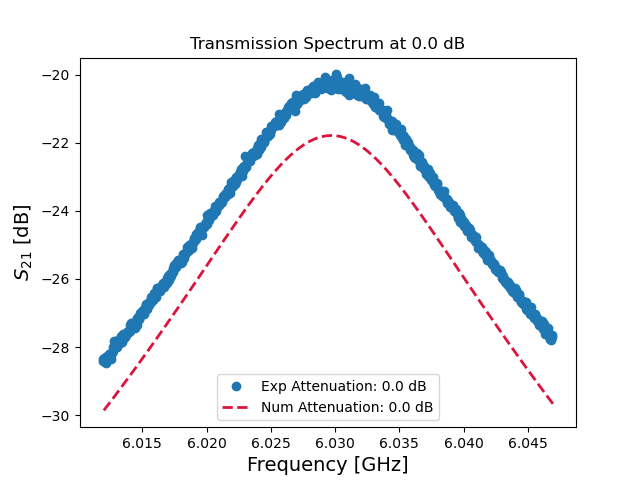 Transmission Spectrum at 0.0 dB
−20
−22
−24
−26
−28
−30
S21 [dB]
Exp Attenuation: 0.0 dB
Num Attenuation: 0.0 dB
6.015 6.020 6.025 6.030 6.035 6.040 6.045
Frequency [GHz]